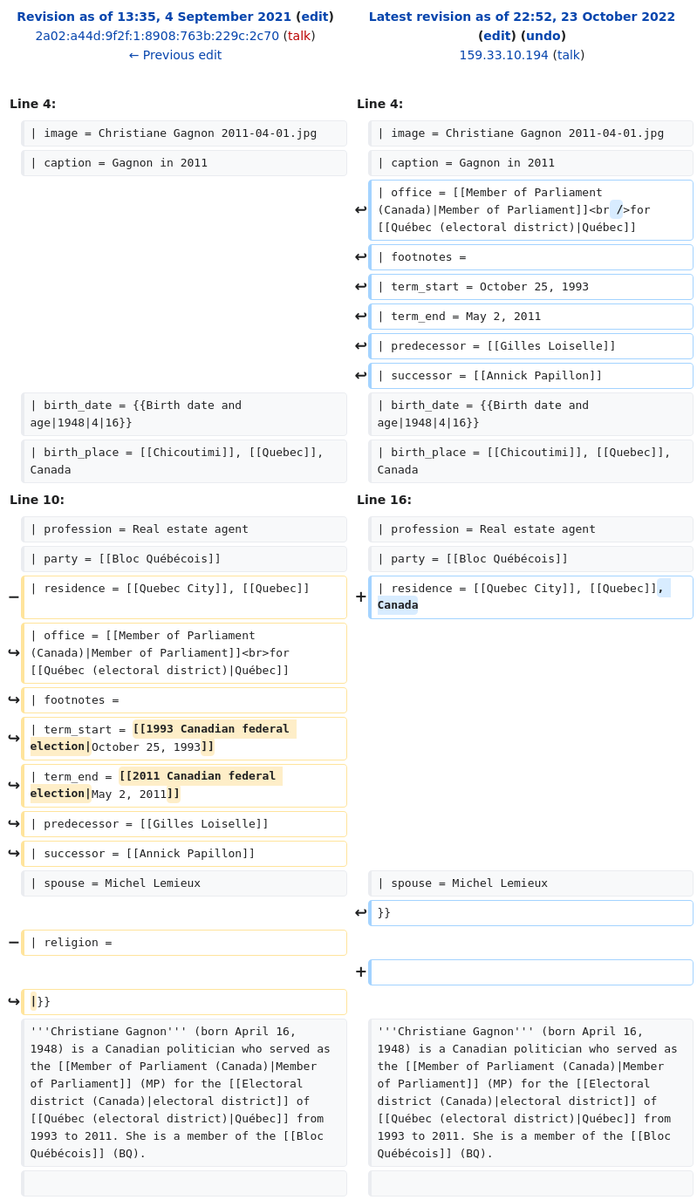 Revision as of 13:35, 4 September 2021 (edit)
2a02:a44d:9f2f:1:8908:763b:229c:2c70 (talk)
← Previous edit
Latest revision as of 22:52, 23 October 2022
(edit) (undo)
159.33.10.194 (talk)
Line 4:
Line 4:
| image = Christiane Gagnon 2011-04-01.jpg
| image = Christiane Gagnon 2011-04-01.jpg
| caption = Gagnon in 2011
| caption = Gagnon in 2011
↩
| office = [[Member of Parliament
(Canada)|Member of Parliament]]<br />for
[[Québec (electoral district)|Québec]]
↩
| footnotes =
↩
| term_start = October 25, 1993
↩
| term_end = May 2, 2011
↩
| predecessor = [[Gilles Loiselle]]
↩
| successor = [[Annick Papillon]]
| birth_date = {{Birth date and
age|1948|4|16}}
| birth_date = {{Birth date and
age|1948|4|16}}
| birth_place = [[Chicoutimi]], [[Quebec]],
Canada
| birth_place = [[Chicoutimi]], [[Quebec]],
Canada
Line 10:
Line 16:
| profession = Real estate agent
| profession = Real estate agent
| party = [[Bloc Québécois]]
| party = [[Bloc Québécois]]
−
| residence = [[Quebec City]], [[Quebec]]
+
| residence = [[Quebec City]], [[Quebec]],
Canada
↪
| office = [[Member of Parliament
(Canada)|Member of Parliament]]<br>for
[[Québec (electoral district)|Québec]]
↪
| footnotes =
↪
| term_start = [[1993 Canadian federal
election|October 25, 1993]]
↪
| term_end = [[2011 Canadian federal
election|May 2, 2011]]
↪
| predecessor = [[Gilles Loiselle]]
↪
| successor = [[Annick Papillon]]
| spouse = Michel Lemieux
| spouse = Michel Lemieux
↩
}}
−
| religion =
+
↪
|}}
'''Christiane Gagnon''' (born April 16,
1948) is a Canadian politician who served as
the [[Member of Parliament (Canada)|Member
of Parliament]] (MP) for the [[Electoral
district (Canada)|electoral district]] of
[[Québec (electoral district)|Québec]] from
1993 to 2011. She is a member of the [[Bloc
Québécois]] (BQ).
'''Christiane Gagnon''' (born April 16,
1948) is a Canadian politician who served as
the [[Member of Parliament (Canada)|Member
of Parliament]] (MP) for the [[Electoral
district (Canada)|electoral district]] of
[[Québec (electoral district)|Québec]] from
1993 to 2011. She is a member of the [[Bloc
Québécois]] (BQ).